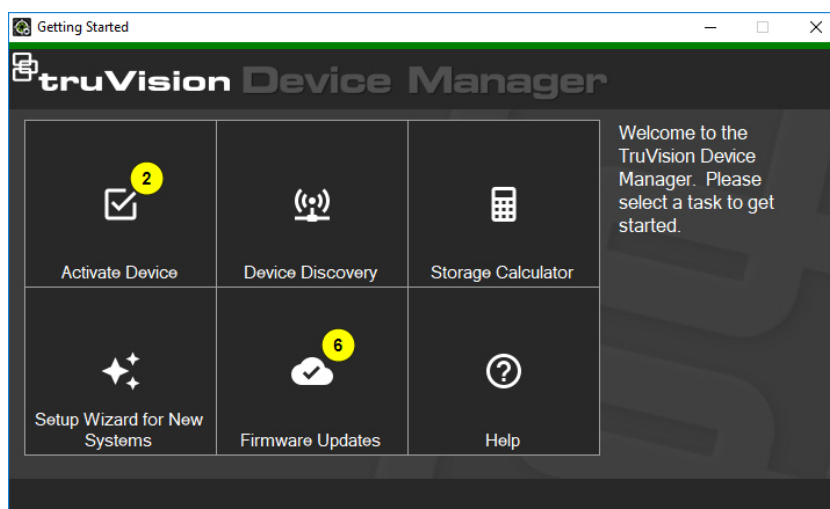 Getting Started
truVision Device Manager
Welcome to the
TruVision Device
Manager. Please
select a task to get
started.
2
Activate Device
Device Discovery
Storage Calculator
Setup Wizard for New
Systems
6
Firmware Updates
Help